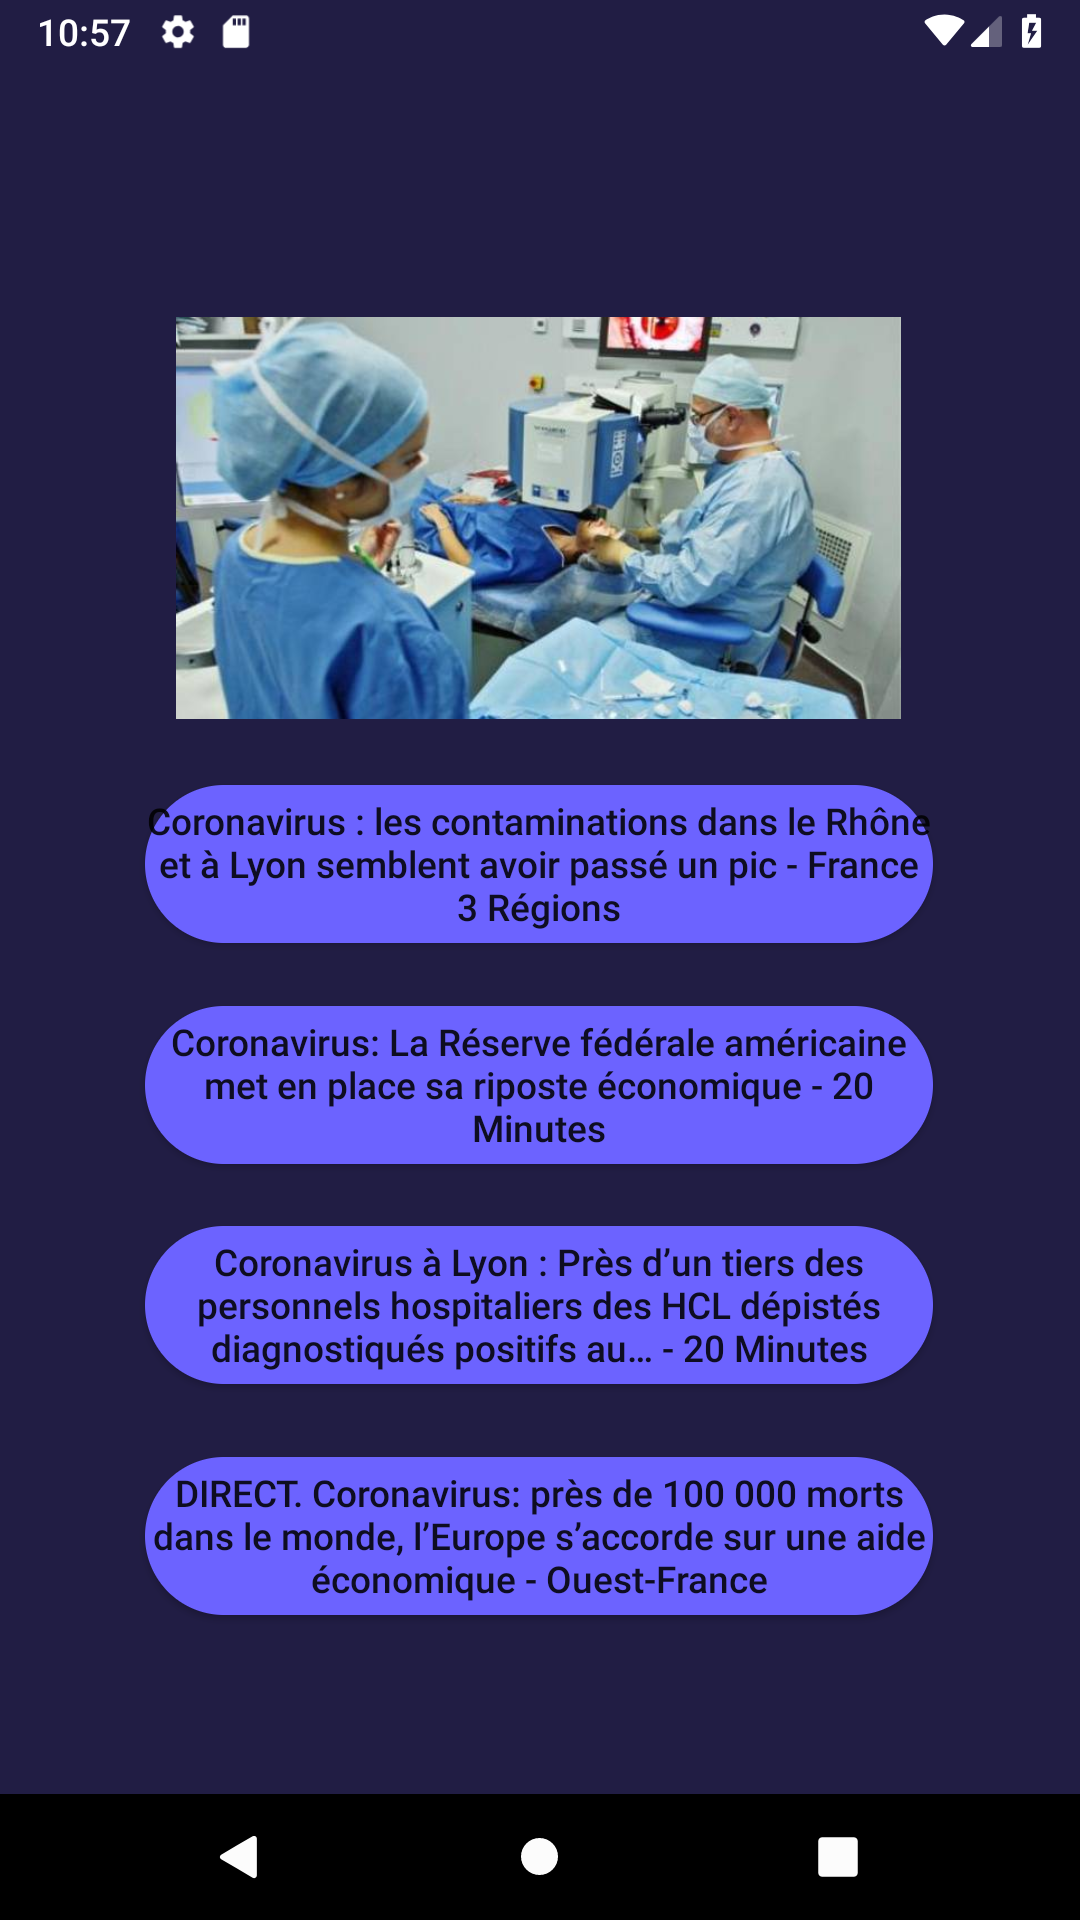 10:57
Coronavirus : les contaminations dans le Rhône
et à Lyon semblent avoir passé un pic - France
3 Régions
Coronavirus: La Réserve fédérale américaine
met en place sa riposte économique - 20
Minutes
Coronavirus à Lyon : Près d’un tiers des
personnels hospitaliers des HCL dépistés
diagnostiqués positifs au… - 20 Minutes
DIRECT. Coronavirus: près de 100 000 morts
dans le monde, l’Europe s’accorde sur une aide
économique - Ouest-France